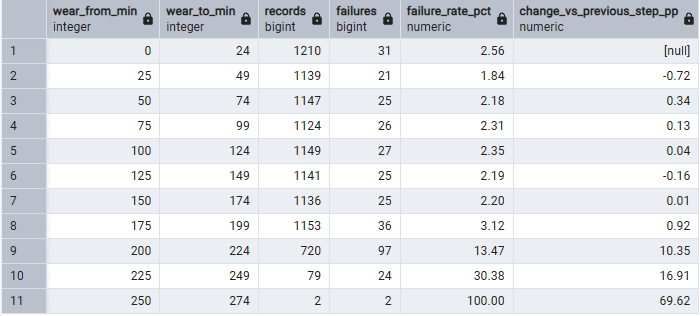 wear_from_min wear_to_min records failures failure_rate_pct change_vs_previous_step_pp
integer integer bigint bigint numeric numeric
1 0 24 1210 31 2.56 [null]
2 25 49 1139 21 1.84 -0.72
3 50 74 1147 25 2.18 0.34
4 75 99 1124 26 2.31 0.13
5 100 124 1149 27 2.35 0.04
6 125 149 1141 25 2.19 -0.16
7 150 174 1136 25 2.20 0.01
8 175 199 1153 36 3.12 0.92
9 200 224 720 97 13.47 10.35
10 225 249 79 24 30.38 16.91
11 250 274 2 2 100.00 69.62